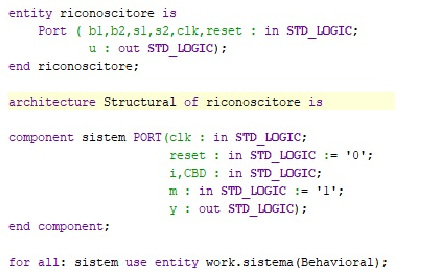 entity riconoscitore is
Port ( b1,b2,s1,s2,clk,reset : in STD_LOGIC;
u : out STD_LOGIC);
end riconoscitore;
architecture Structural of riconoscitore is
component sistem PORT(clk : in STD_LOGIC;
reset : in STD_LOGIC := '0';
i,CBD : in STD_LOGIC;
m : in STD_LOGIC := '1';
y : out STD_LOGIC);
end component;
for all: sistem use entity work.sistema(Behavioral);